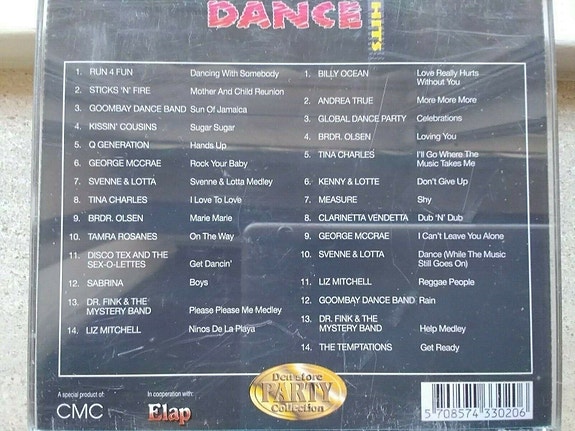 DANCE
HITS
1. RUN 4 FUN Dancing With Somebody
2. STICKS 'N' FIRE Mother And Child Reunion
3. GOOMBAY DANCE BAND Sun Of Jamaica
4. KISSIN' COUSINS Sugar Sugar
5. Q GENERATION Hands Up
6. GEORGE MCCRAE Rock Your Baby
7. SVENNE & LOTTA Svenne & Lotta Medley
8. TINA CHARLES I Love To Love
9. BRDR. OLSEN Marie Marie
10. TAMRA ROSANES On The Way
11. DISCO TEX AND THE
SEX-O-LETTES Get Dancin'
12. SABRINA Boys
13. DR. FINK & THE
MYSTERY BAND Please Please Me Medley
14. LIZ MITCHELL Ninos De La Playa
1. BILLY OCEAN Love Really Hurts
Without You
2. ANDREA TRUE More More More
3. GLOBAL DANCE PARTY Celebrations
4. BRDR. OLSEN Loving You
5. TINA CHARLES I'll Go Where The
Music Takes Me
6. KENNY & LOTTE Don't Give Up
7. MEASURE Shy
8. CLARINETTA VENDETTA Dub 'N' Dub
9. GEORGE MCCRAE I Can't Leave You Alone
10. SVENNE & LOTTA Dance (While The Music
Still Goes On)
11. LIZ MITCHELL Reggae People
12. GOOMBAY DANCE BAND Rain
13. DR. FINK & THE
MYSTERY BAND Help Medley
14. THE TEMPTATIONS Get Ready
A special product of:
CMC
In cooperation with:
Elap
Den store
PARTY
Collection
5 708574 330206